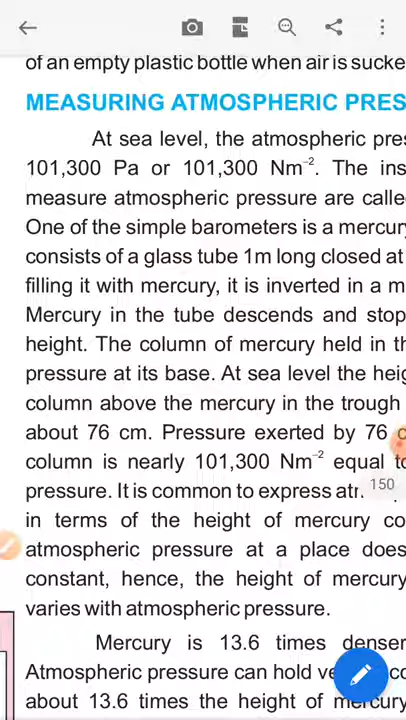 of an empty plastic bottle when air is sucke
MEASURING ATMOSPHERIC PRES
At sea level, the atmospheric pres
101,300 Pa or 101,300 Nm⁻². The ins
measure atmospheric pressure are calle
One of the simple barometers is a mercury
consists of a glass tube 1m long closed at
filling it with mercury, it is inverted in a m
Mercury in the tube descends and stop
height. The column of mercury held in th
pressure at its base. At sea level the heig
column above the mercury in the trough
about 76 cm. Pressure exerted by 76 c
column is nearly 101,300 Nm⁻² equal to
pressure. It is common to express at
150
in terms of the height of mercury co
atmospheric pressure at a place does
constant, hence, the height of mercury
varies with atmospheric pressure.
Mercury is 13.6 times denser
Atmospheric pressure can hold ve
about 13.6 times the height of mercury